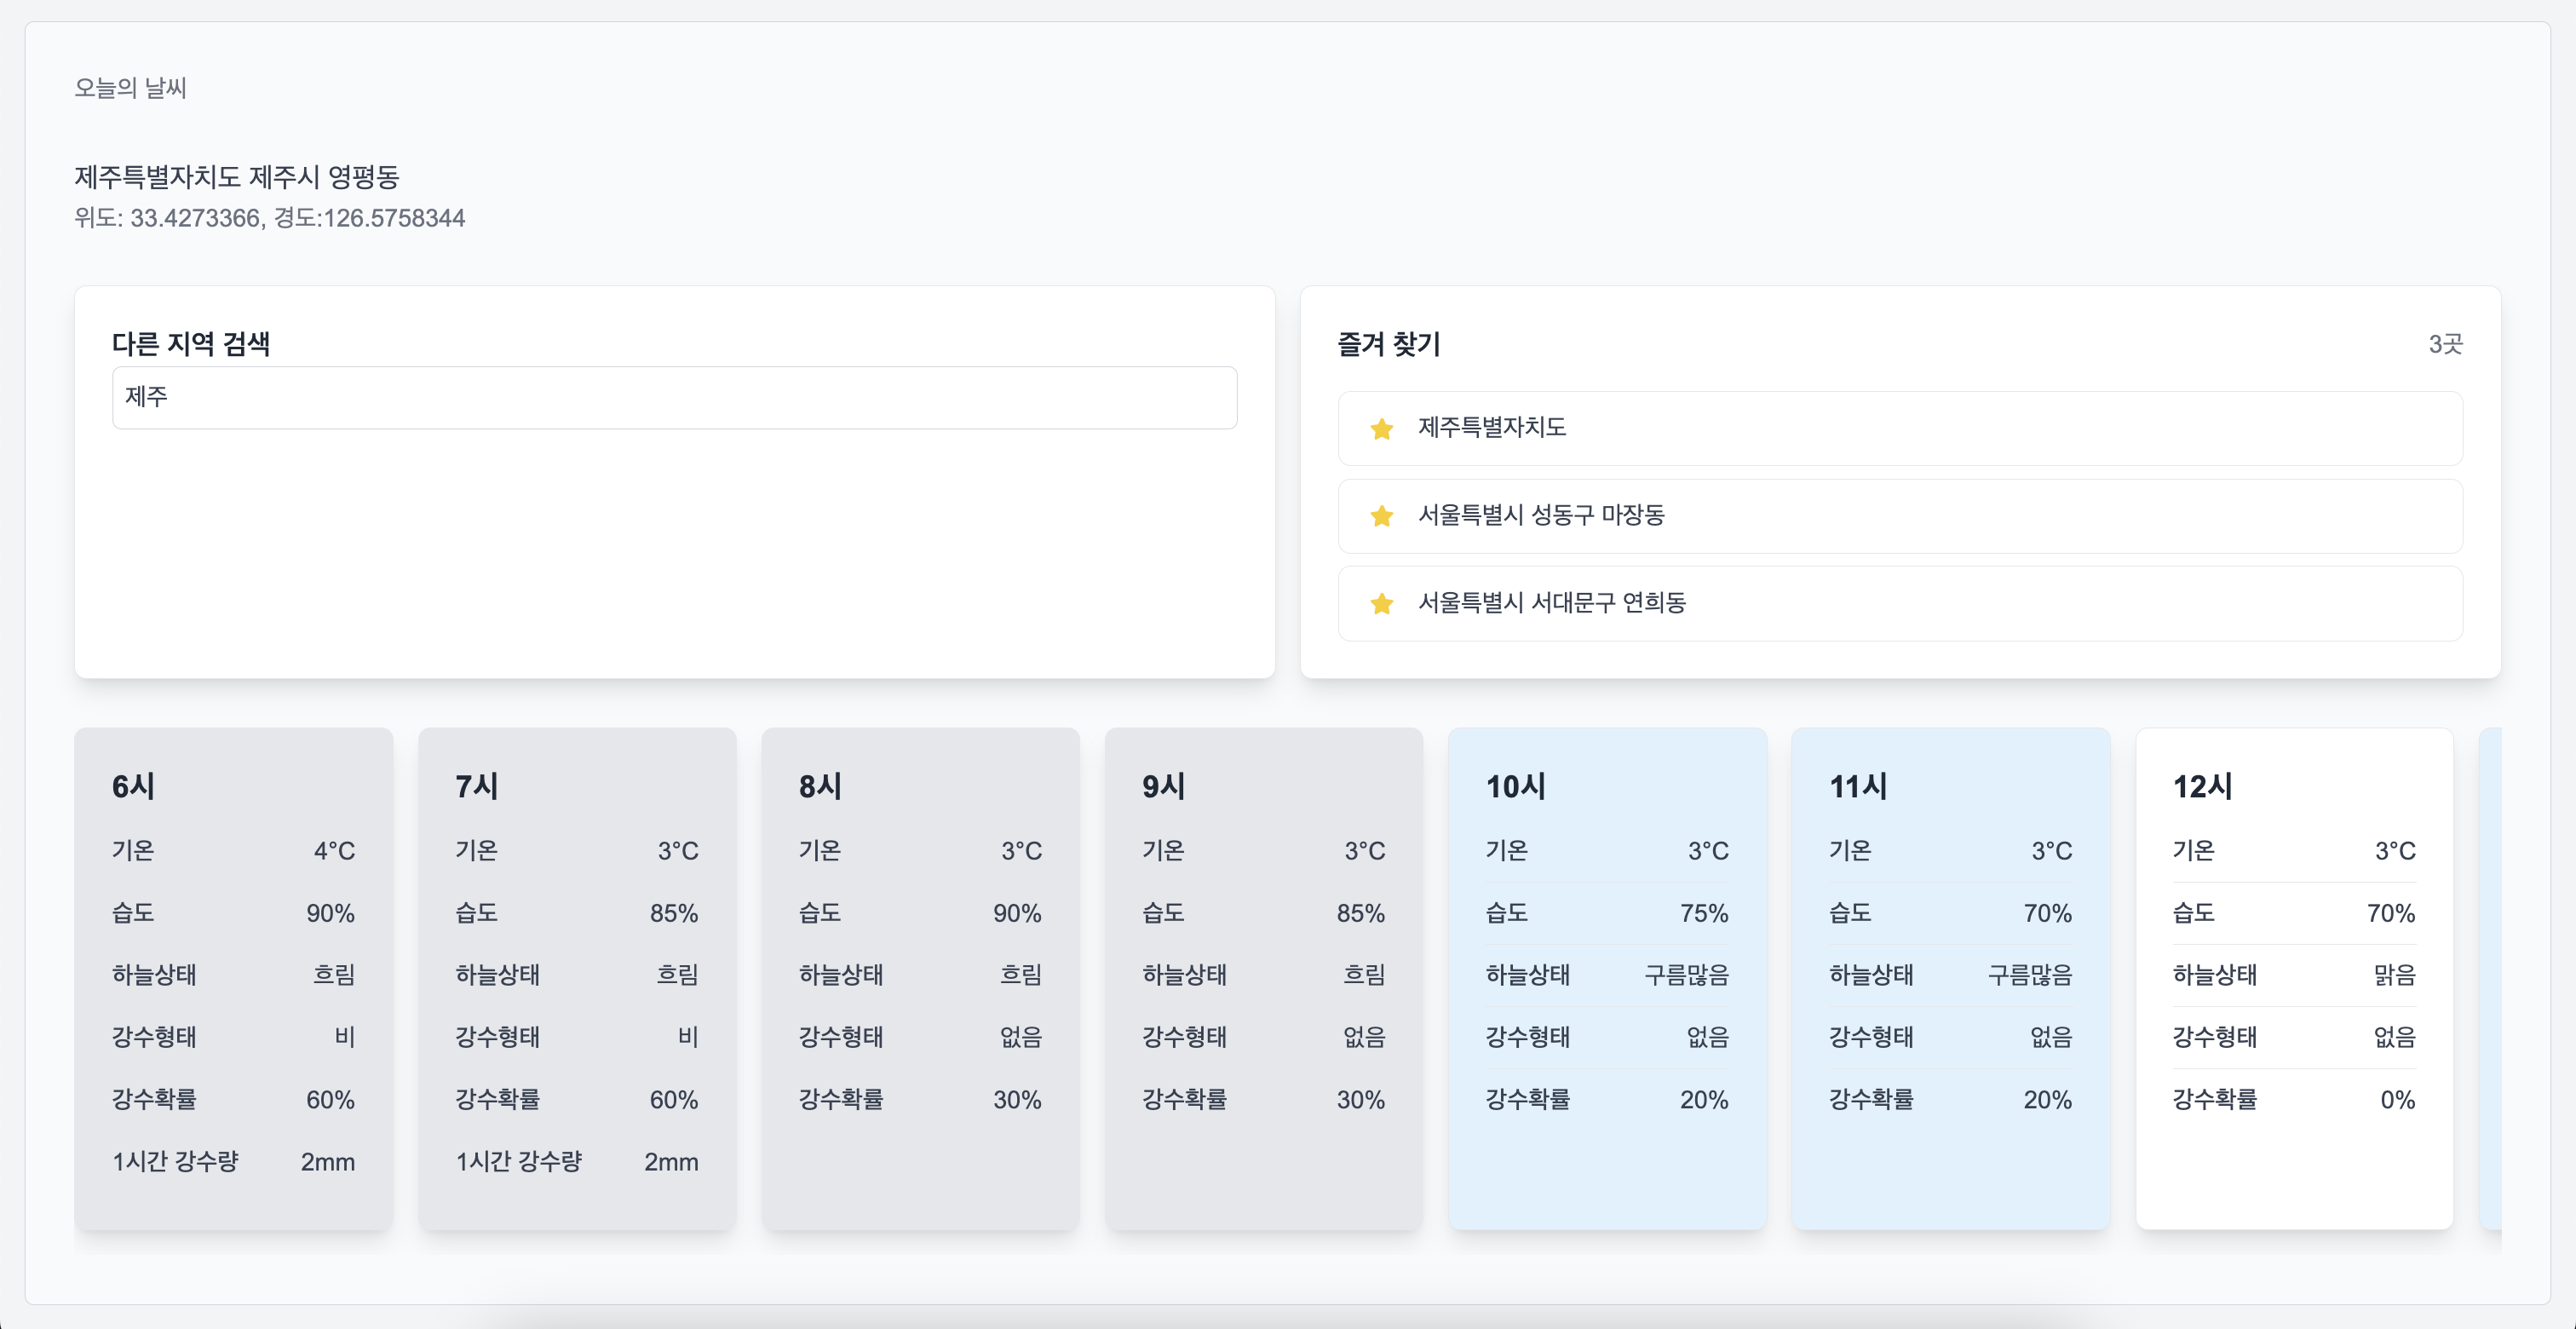 오늘의 날씨
제주특별자치도 제주시 영평동
위도: 33.4273366, 경도:126.5758344
다른 지역 검색
제주
즐겨 찾기
3곳
제주특별자치도
서울특별시 성동구 마장동
서울특별시 서대문구 연희동
6시
기온 4°C
습도 90%
하늘상태 흐림
강수형태 비
강수확률 60%
1시간 강수량 2mm
7시
기온 3°C
습도 85%
하늘상태 흐림
강수형태 비
강수확률 60%
1시간 강수량 2mm
8시
기온 3°C
습도 90%
하늘상태 흐림
강수형태 없음
강수확률 30%
9시
기온 3°C
습도 85%
하늘상태 흐림
강수형태 없음
강수확률 30%
10시
기온 3°C
습도 75%
하늘상태 구름많음
강수형태 없음
강수확률 20%
11시
기온 3°C
습도 70%
하늘상태 구름많음
강수형태 없음
강수확률 20%
12시
기온 3°C
습도 70%
하늘상태 맑음
강수형태 없음
강수확률 0%